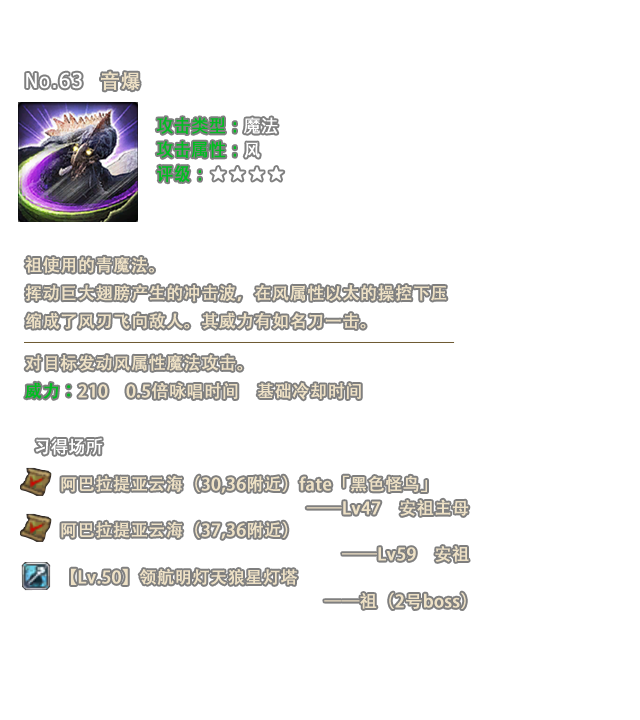 No.63 音爆
攻击类型：魔法
攻击属性：风
评级：☆☆☆☆
祖使用的青魔法。
挥动巨大翅膀产生的冲击波，在风属性以太的操控下压
缩成了风刃飞向敌人。其威力有如名刀一击。
对目标发动风属性魔法攻击。
威力：210 0.5倍咏唱时间 基础冷却时间
习得场所
阿巴拉提亚云海（30,36附近）fate「黑色怪鸟」
——Lv47 安祖主母
阿巴拉提亚云海（37,36附近）
——Lv59 安祖
【Lv.50】领航明灯天狼星灯塔
——祖（2号boss）